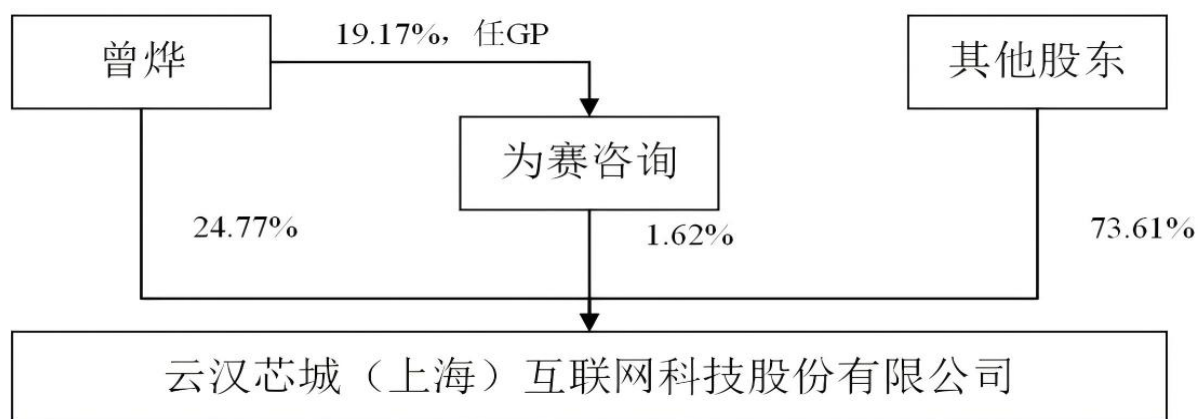 19.17%，任GP
曾烨
其他股东
为赛咨询
24.77%
1.62%
73.61%
云汉芯城（上海）互联网科技股份有限公司